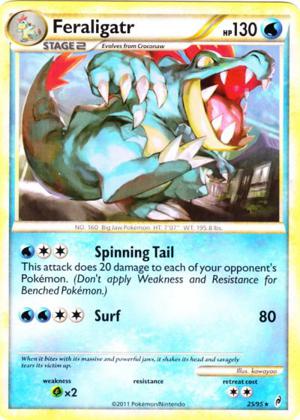 Feraligatr
HP 130
STAGE 2 Evolves from Croconaw
NO. 160 Big Jaw Pokémon. HT: 7'07" WT: 195.8 lbs.
Spinning Tail
This attack does 20 damage to each of your opponent's
Pokémon. (Don't apply Weakness and Resistance for
Benched Pokémon.)
Surf 80
When it bites with its massive and powerful jaws, it shakes its head and savagely
tears its victim up.
Illus. kawayoo
weakness resistance retreat cost
×2
©2011 Pokémon/Nintendo
25/95 ★